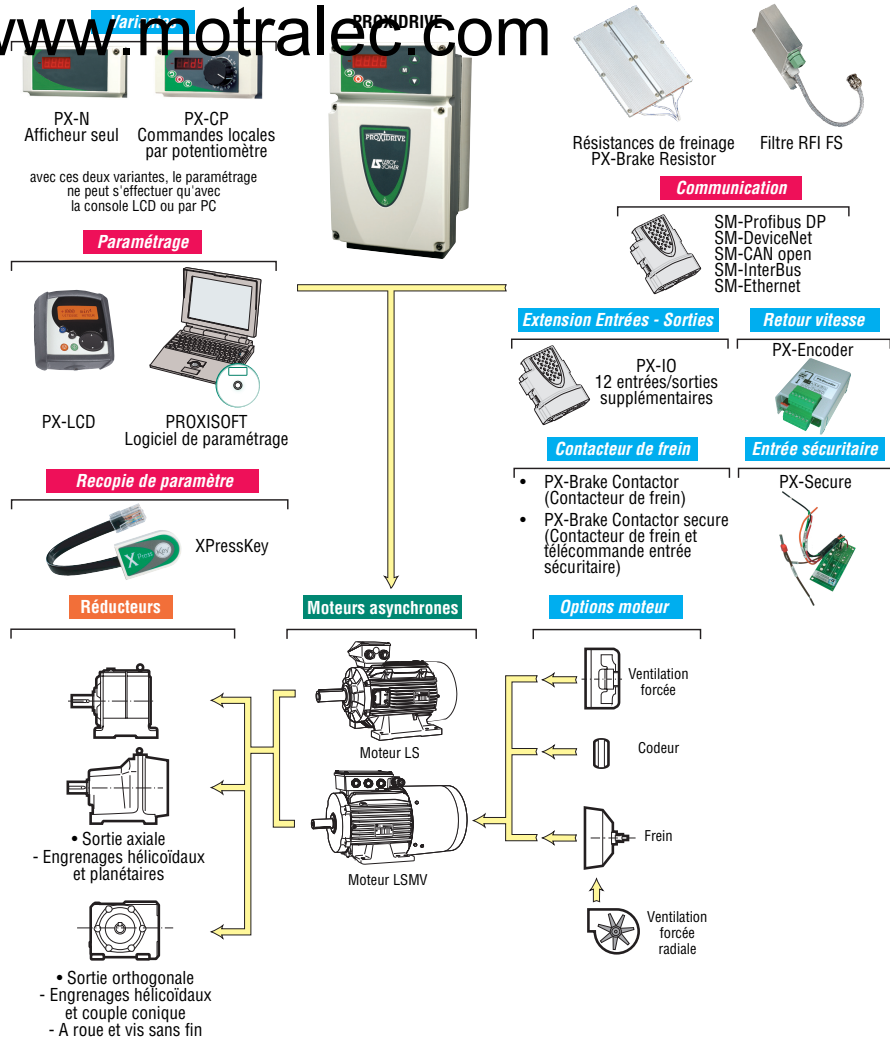 www.motralec.com
Variantes
PROXIDRIVE
PX-N
Afficheur seul
PX-CP
Commandes locales
par potentiomètre
avec ces deux variantes, le paramétrage
ne peut s'effectuer qu'avec
la console LCD ou par PC
PROXIDRIVE
LEROY
SOMER
Résistances de freinage
PX-Brake Resistor
Filtre RFI FS
Communication
SM-Profibus DP
SM-DeviceNet
SM-CAN open
SM-InterBus
SM-Ethernet
Paramétrage
PX-LCD
PROXISOFT
Logiciel de paramétrage
Extension Entrées - Sorties
PX-IO
12 entrées/sorties
supplémentaires
Retour vitesse
PX-Encoder
Contacteur de frein
• PX-Brake Contactor
(Contacteur de frein)
• PX-Brake Contactor secure
(Contacteur de frein et
télécommande entrée
sécuritaire)
Entrée sécuritaire
PX-Secure
Recopie de paramètre
X Press Key
XPressKey
Réducteurs
Moteurs asynchrones
Options moteur
Moteur LS
Moteur LSMV
Ventilation
forcée
Codeur
Frein
Ventilation
forcée
radiale
• Sortie axiale
- Engrenages hélicoïdaux
et planétaires
• Sortie orthogonale
- Engrenages hélicoïdaux
et couple conique
- A roue et vis sans fin